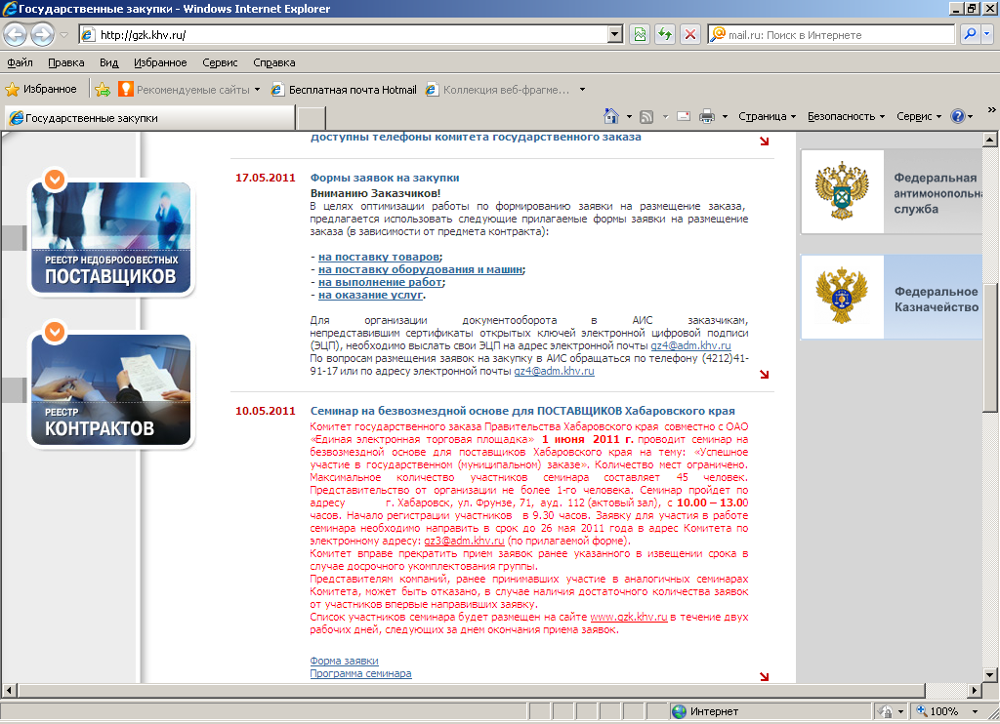 Государственные закупки - Windows Internet Explorer
http://gzk.khv.ru/
mail.ru: Поиск в Интернете
Файл Правка Вид Избранное Сервис Справка
Избранное Рекомендуемые сайты Бесплатная почта Hotmail Коллекция веб-фрагме...
Государственные закупки
Страница Безопасность Сервис
доступны телефоны комитета государственного заказа
17.05.2011 Формы заявок на закупки
Вниманию Заказчиков!
В целях оптимизации работы по формированию заявки на размещение заказа,
предлагается использовать следующие прилагаемые формы заявки на размещение
заказа (в зависимости от предмета контракта):
- на поставку товаров;
- на поставку оборудования и машин;
- на выполнение работ;
- на оказание услуг.
Для организации документооборота в АИС заказчикам,
непредставившим сертификаты открытых ключей электронной цифровой подписи
(ЭЦП), необходимо выслать свои ЭЦП на адрес электронной почты gz4@adm.khv.ru
По вопросам размещения заявок на закупку в АИС обращаться по телефону (4212)41-
91-17 или по адресу электронной почты gz4@adm.khv.ru
10.05.2011 Семинар на безвозмездной основе для ПОСТАВЩИКОВ Хабаровского края
Комитет государственного заказа Правительства Хабаровского края совместно с ОАО
«Единая электронная торговая площадка» 1 июня 2011 г. проводит семинар на
безвозмездной основе для поставщиков Хабаровского края на тему: «Успешное
участие в государственном (муниципальном) заказе». Количество мест ограничено.
Максимальное количество участников семинара составляет 45 человек.
Представительство от организации не более 1-го человека. Семинар пройдет по
адресу г. Хабаровск, ул. Фрунзе, 71, ауд. 112 (актовый зал), с 10.00 – 13.00
часов. Начало регистрации участников в 9.30 часов. Заявку для участия в работе
семинара необходимо направить в срок до 26 мая 2011 года в адрес Комитета по
электронному адресу: gz3@adm.khv.ru (по прилагаемой форме).
Комитет вправе прекратить прием заявок ранее указанного в извещении срока в
случае досрочного укомплектования группы.
Представителям компаний, ранее принимавших участие в аналогичных семинарах
Комитета, может быть отказано, в случае наличия достаточного количества заявок
от участников впервые направивших заявку.
Список участников семинара будет размещен на сайте www.gzk.khv.ru в течение двух
рабочих дней, следующих за днем окончания приема заявок.
Форма заявки
Программа семинара
РЕЕСТР НЕДОБРОСОВЕСТНЫХ
ПОСТАВЩИКОВ
РЕЕСТР
КОНТРАКТОВ
Федеральная
антимонопольна
служба
Федеральное
Казначейство
Интернет
100%